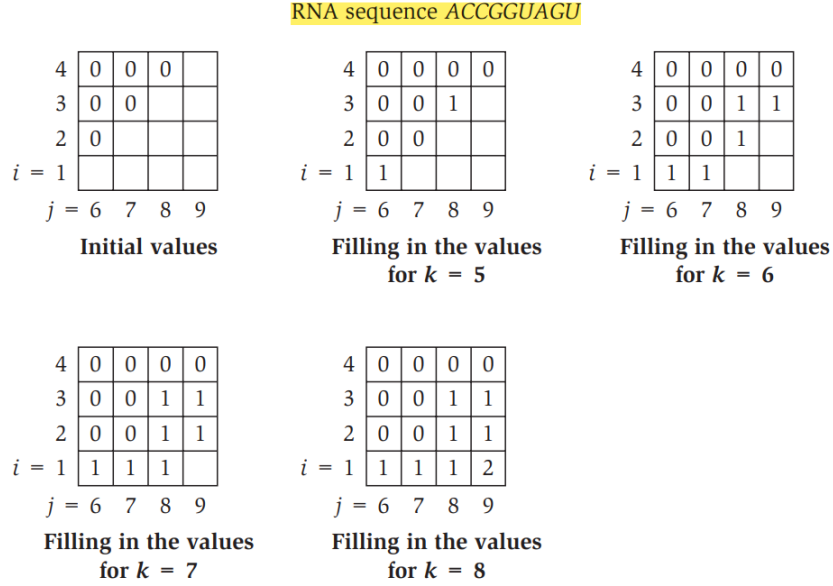 RNA sequence ACCGGUAGU
4 0 0 0
3 0 0
2 0
i = 1
j = 6 7 8 9
Initial values
4 0 0 0 0
3 0 0 1
2 0 0
i = 1 1
j = 6 7 8 9
Filling in the values
for k = 5
4 0 0 0 0
3 0 0 1 1
2 0 0 1
i = 1 1 1
j = 6 7 8 9
Filling in the values
for k = 6
4 0 0 0 0
3 0 0 1 1
2 0 0 1 1
i = 1 1 1 1
j = 6 7 8 9
Filling in the values
for k = 7
4 0 0 0 0
3 0 0 1 1
2 0 0 1 1
i = 1 1 1 1 2
j = 6 7 8 9
Filling in the values
for k = 8